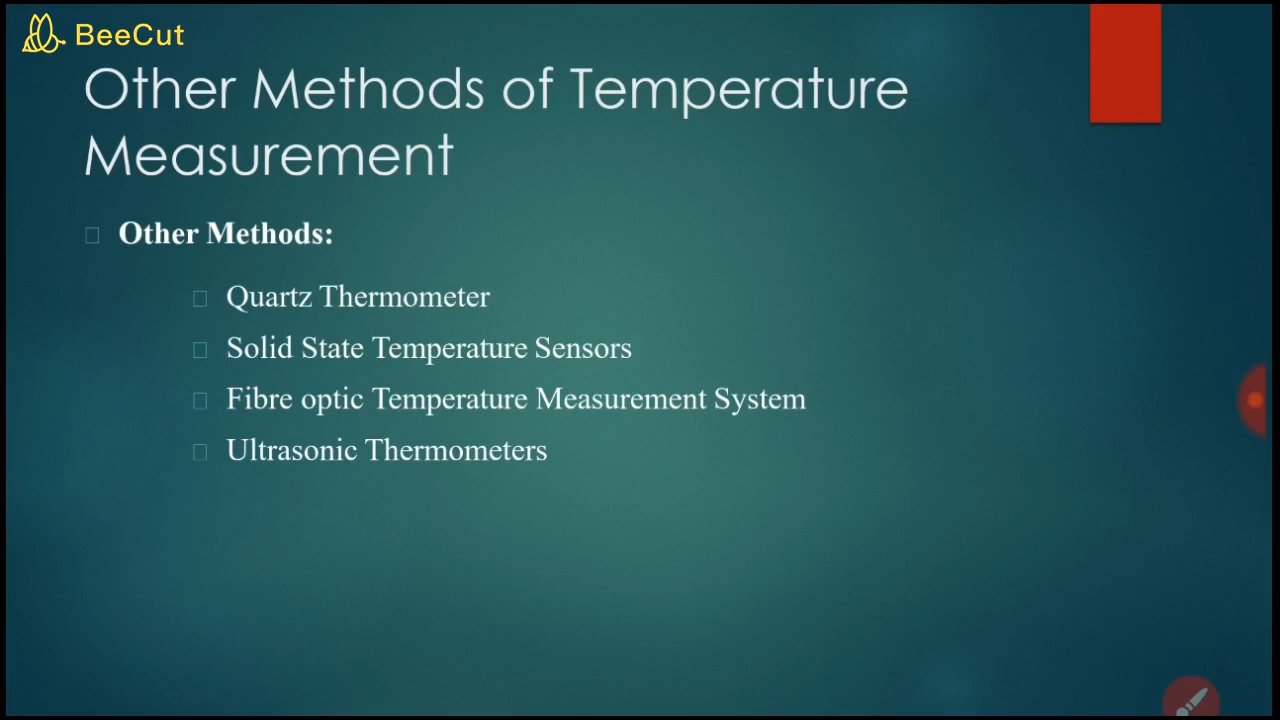 BeeCut
Other Methods of Temperature
Measurement
Other Methods:
Quartz Thermometer
Solid State Temperature Sensors
Fibre optic Temperature Measurement System
Ultrasonic Thermometers